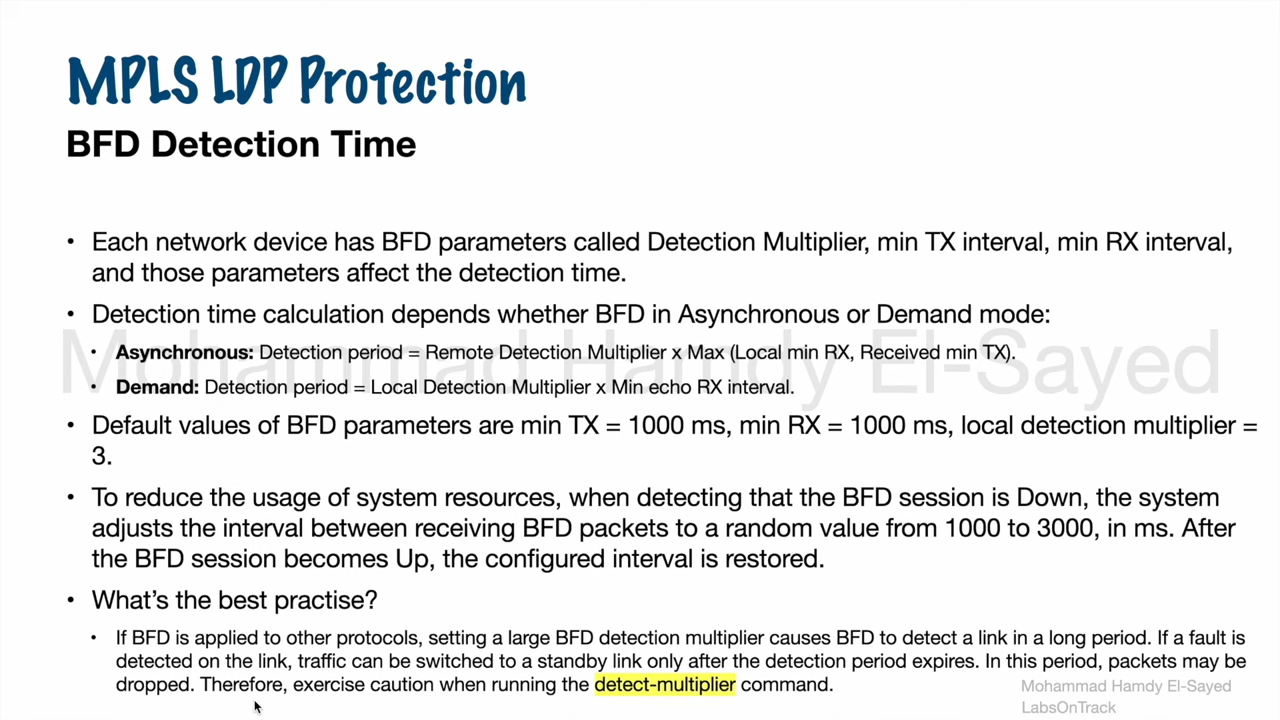 MPLS LDP Protection
BFD Detection Time
• Each network device has BFD parameters called Detection Multiplier, min TX interval, min RX interval,
and those parameters affect the detection time.
• Detection time calculation depends whether BFD in Asynchronous or Demand mode:
• Asynchronous: Detection period = Remote Detection Multiplier x Max (Local min RX, Received min TX).
Mohammad Hamdy El-Sayed
• Demand: Detection period = Local Detection Multiplier x Min echo RX interval.
• Default values of BFD parameters are min TX = 1000 ms, min RX = 1000 ms, local detection multiplier =
3.
• To reduce the usage of system resources, when detecting that the BFD session is Down, the system
adjusts the interval between receiving BFD packets to a random value from 1000 to 3000, in ms. After
the BFD session becomes Up, the configured interval is restored.
• What's the best practise?
• If BFD is applied to other protocols, setting a large BFD detection multiplier causes BFD to detect a link in a long period. If a fault is
detected on the link, traffic can be switched to a standby link only after the detection period expires. In this period, packets may be
dropped. Therefore, exercise caution when running the detect-multiplier command.
Mohammad Hamdy El-Sayed
LabsOnTrack